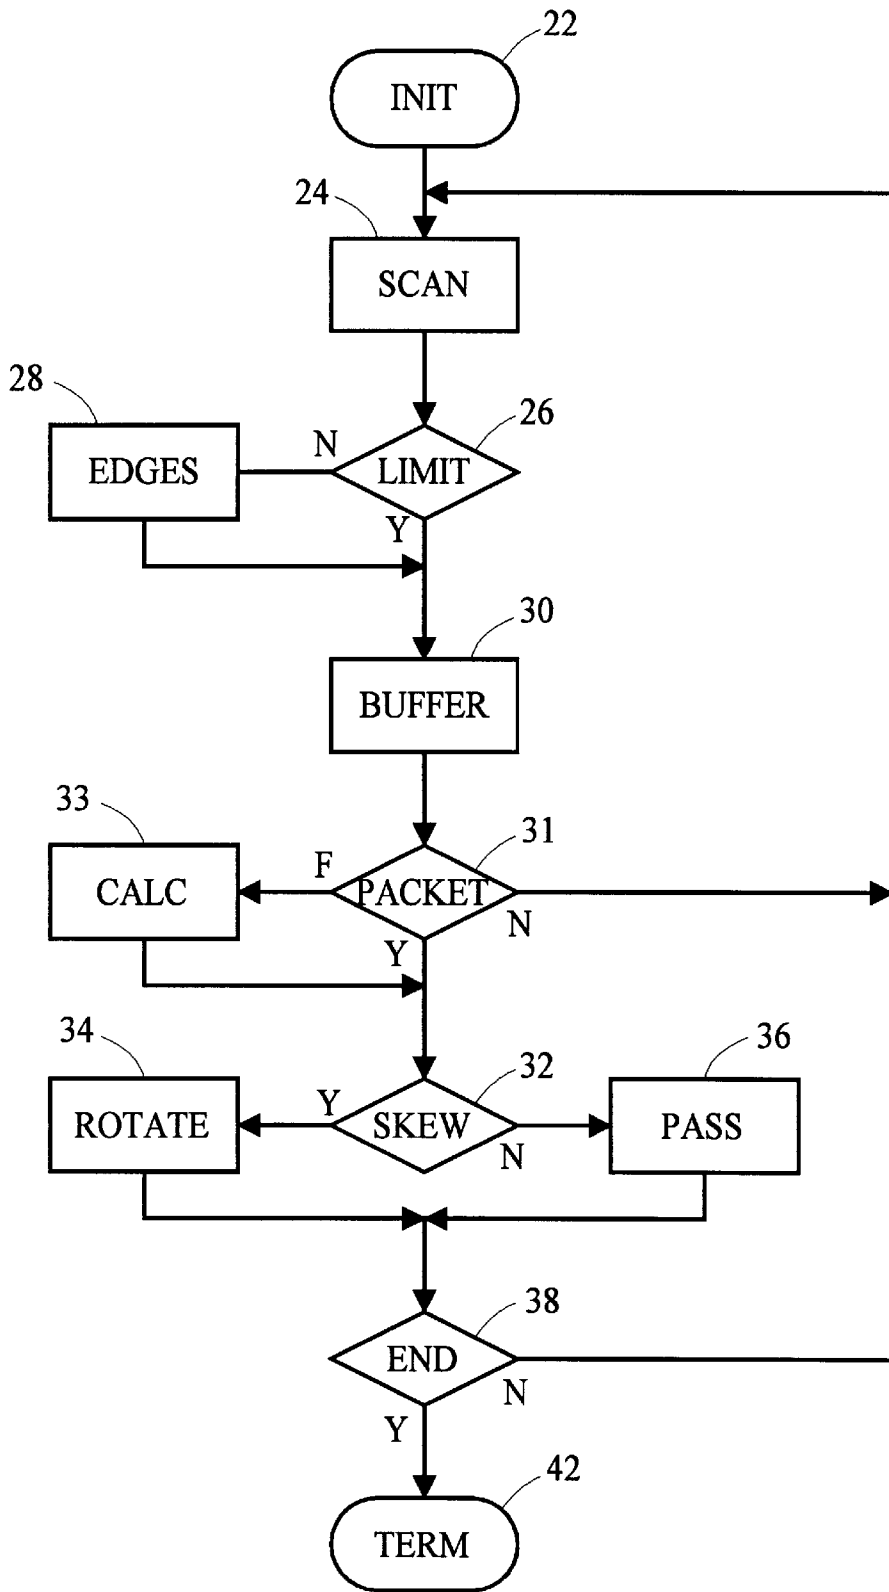 22
INIT
24
SCAN
28
26
N
EDGES
LIMIT
Y
30
BUFFER
33
31
F
CALC
PACKET
N
Y
34
32
36
Y
ROTATE
SKEW
PASS
N
38
END
N
Y
42
TERM